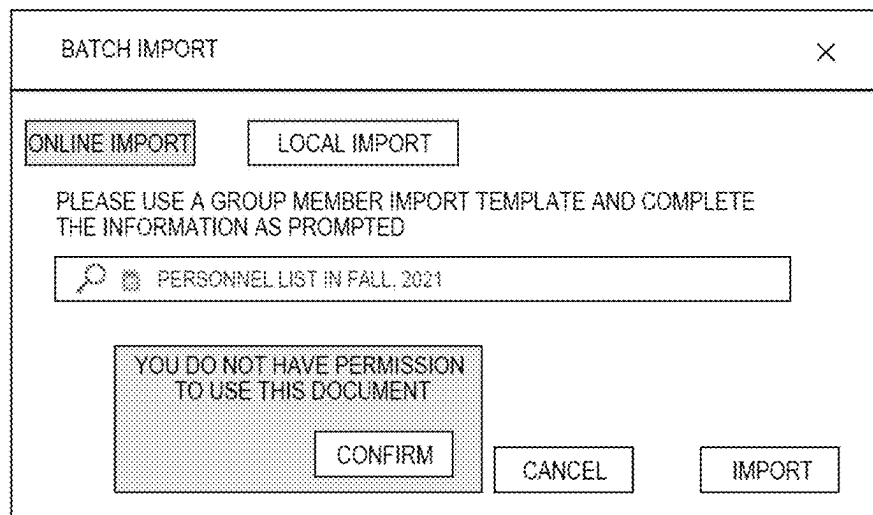 BATCH IMPORT
ONLINE IMPORT
LOCAL IMPORT
PLEASE USE A GROUP MEMBER IMPORT TEMPLATE AND COMPLETE
THE INFORMATION AS PROMPTED
PERSONNEL LIST IN FALL, 2021
YOU DO NOT HAVE PERMISSION
TO USE THIS DOCUMENT
CONFIRM
CANCEL
IMPORT